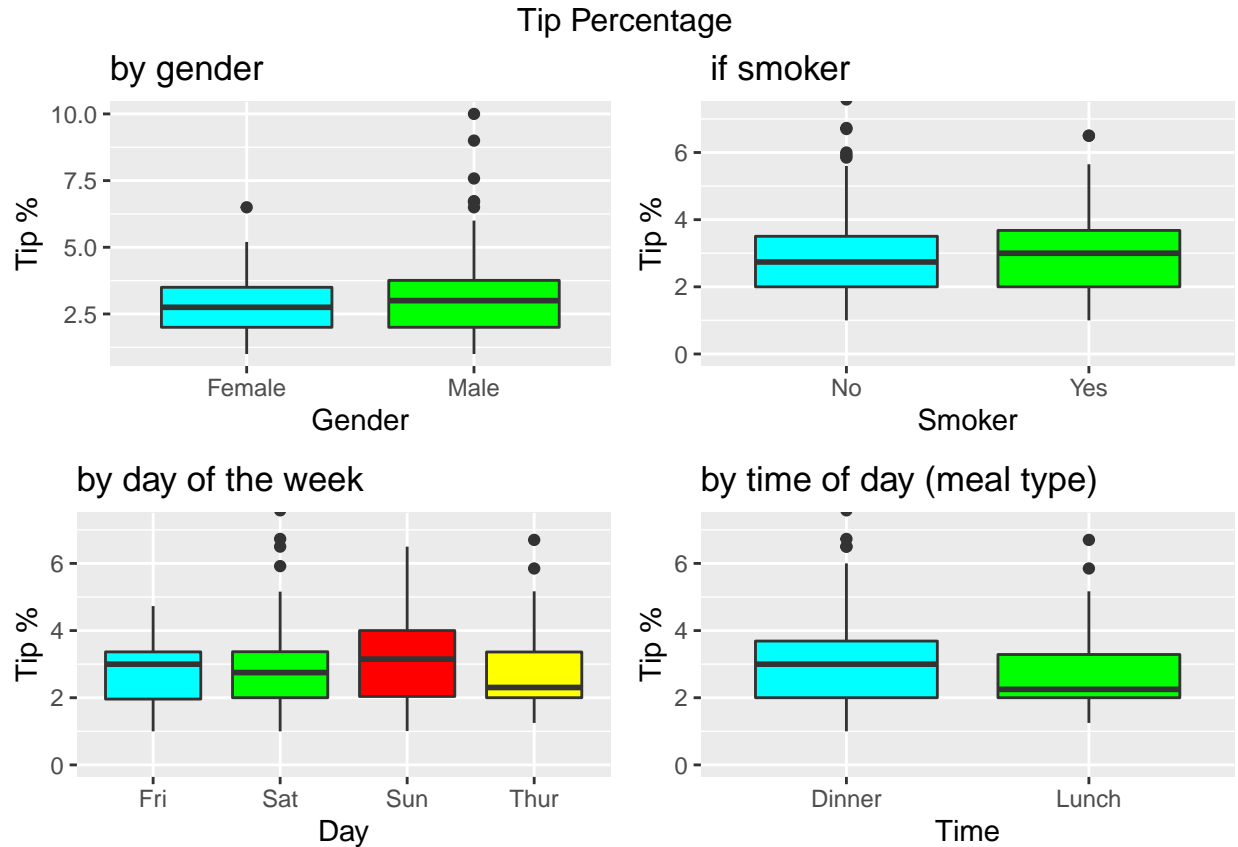 Tip Percentage
by gender
10.0
7.5
5.0
2.5
Tip %
Female Male
Gender
if smoker
6
4
2
0
Tip %
No Yes
Smoker
by day of the week
6
4
2
0
Tip %
Fri Sat Sun Thur
Day
by time of day (meal type)
6
4
2
0
Tip %
Dinner Lunch
Time